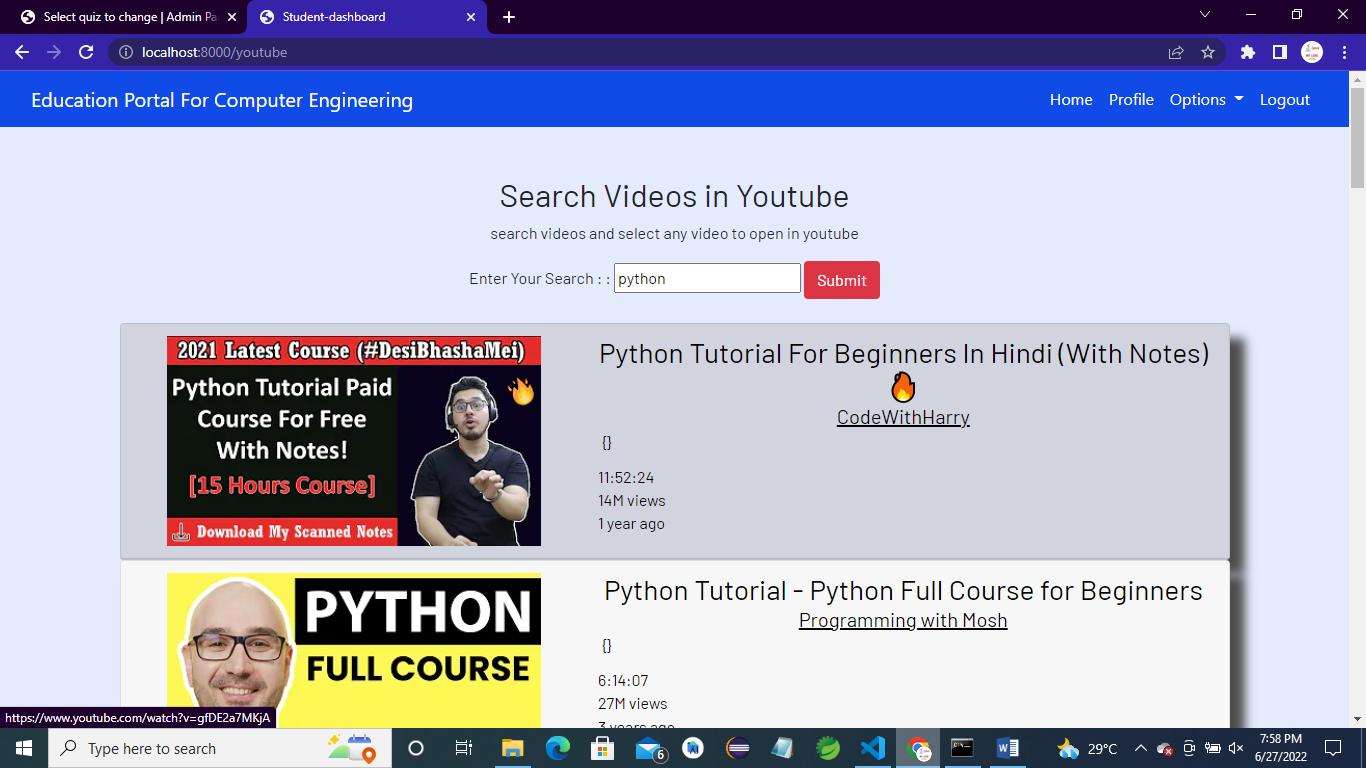 Select quiz to change | Admin Pa
Student-dashboard
localhost:8000/youtube
Education Portal For Computer Engineering
Home
Profile
Options
Logout
Search Videos in Youtube
search videos and select any video to open in youtube
Enter Your Search : :
python
Submit
2021 Latest Course (#DesiBhashaMei)
Python Tutorial Paid
Course For Free
With Notes!
[15 Hours Course]
Download My Scanned Notes
Python Tutorial For Beginners In Hindi (With Notes)
🔥
CodeWithHarry
{}
11:52:24
14M views
1 year ago
PYTHON
FULL COURSE
Python Tutorial - Python Full Course for Beginners
Programming with Mosh
{}
6:14:07
27M views
3 years ago
https://www.youtube.com/watch?v=gfDE2a7MKjA
Type here to search
6
29°C
7:58 PM
6/27/2022